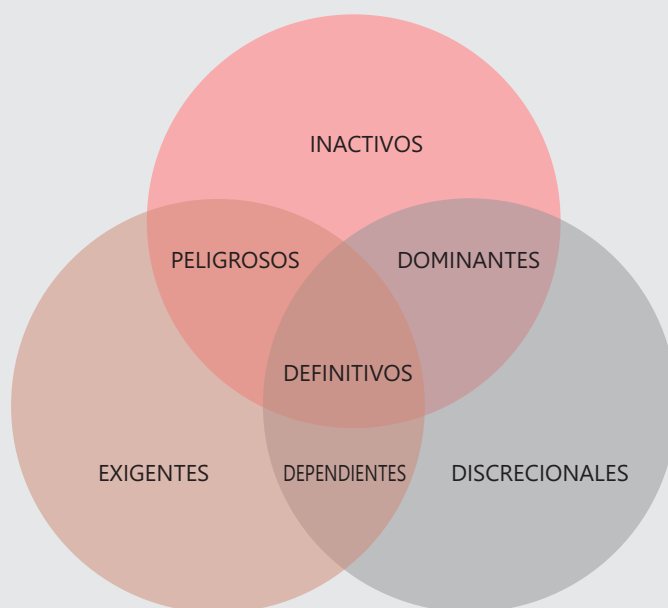 INACTIVOS
PELIGROSOS
DOMINANTES
DEFINITIVOS
EXIGENTES
DEPENDIENTES
DISCRECIONALES